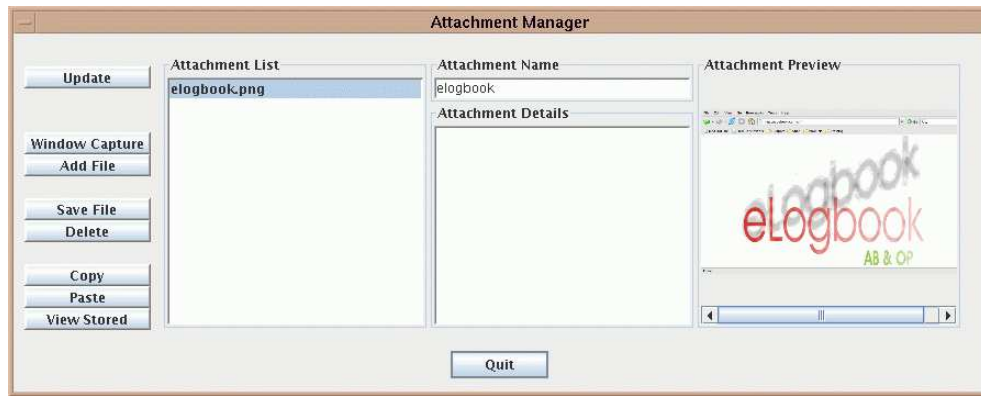 Attachment Manager
Update
Window Capture
Add File
Save File
Delete
Copy
Paste
View Stored
Attachment List
elogbook.png
Attachment Name
elogbook
Attachment Details
Attachment Preview
eLogbook
eLogbook
AB & OP
Quit